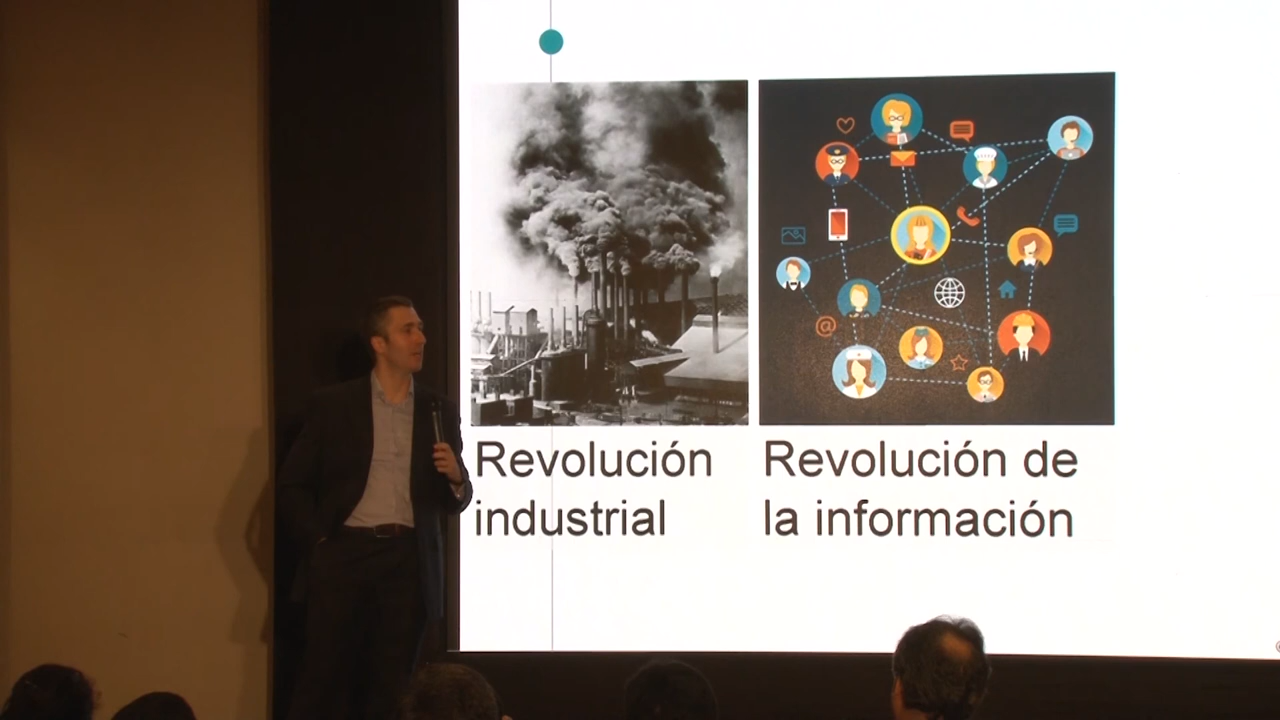 Revolución
industrial
Revolución de
la información
@